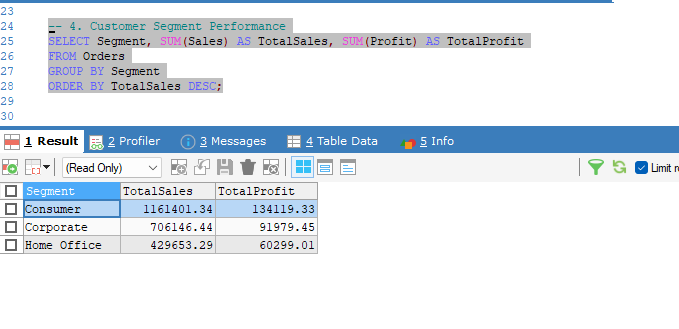 23
24 -- 4. Customer Segment Performance
25 SELECT Segment, SUM(Sales) AS TotalSales, SUM(Profit) AS TotalProfit
26 FROM Orders
27 GROUP BY Segment
28 ORDER BY TotalSales DESC;
29
30
1 Result 2 Profiler 3 Messages 4 Table Data 5 Info
(Read Only) Limit
Segment TotalSales TotalProfit
Consumer 1161401.34 134119.33
Corporate 706146.44 91979.45
Home Office 429653.29 60299.01